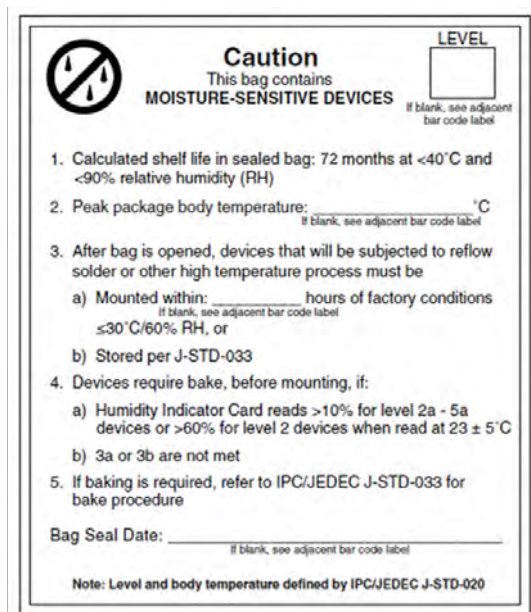 LEVEL
Caution
This bag contains
MOISTURE-SENSITIVE DEVICES
If blank, see adjacent
bar code label
1. Calculated shelf life in sealed bag: 72 months at <40˚C and
<90% relative humidity (RH)
2. Peak package body temperature: _______________˚C
If blank, see adjacent bar code label
3. After bag is opened, devices that will be subjected to reflow
solder or other high temperature process must be
a) Mounted within: __________ hours of factory conditions
If blank, see adjacent bar code label
≤30˚C/60% RH, or
b) Stored per J-STD-033
4. Devices require bake, before mounting, if:
a) Humidity Indicator Card reads >10% for level 2a - 5a
devices or >60% for level 2 devices when read at 23 ± 5˚C
b) 3a or 3b are not met
5. If baking is required, refer to IPC/JEDEC J-STD-033 for
bake procedure
Bag Seal Date: ______________________________
If blank, see adjacent bar code label
Note: Level and body temperature defined by IPC/JEDEC J-STD-020